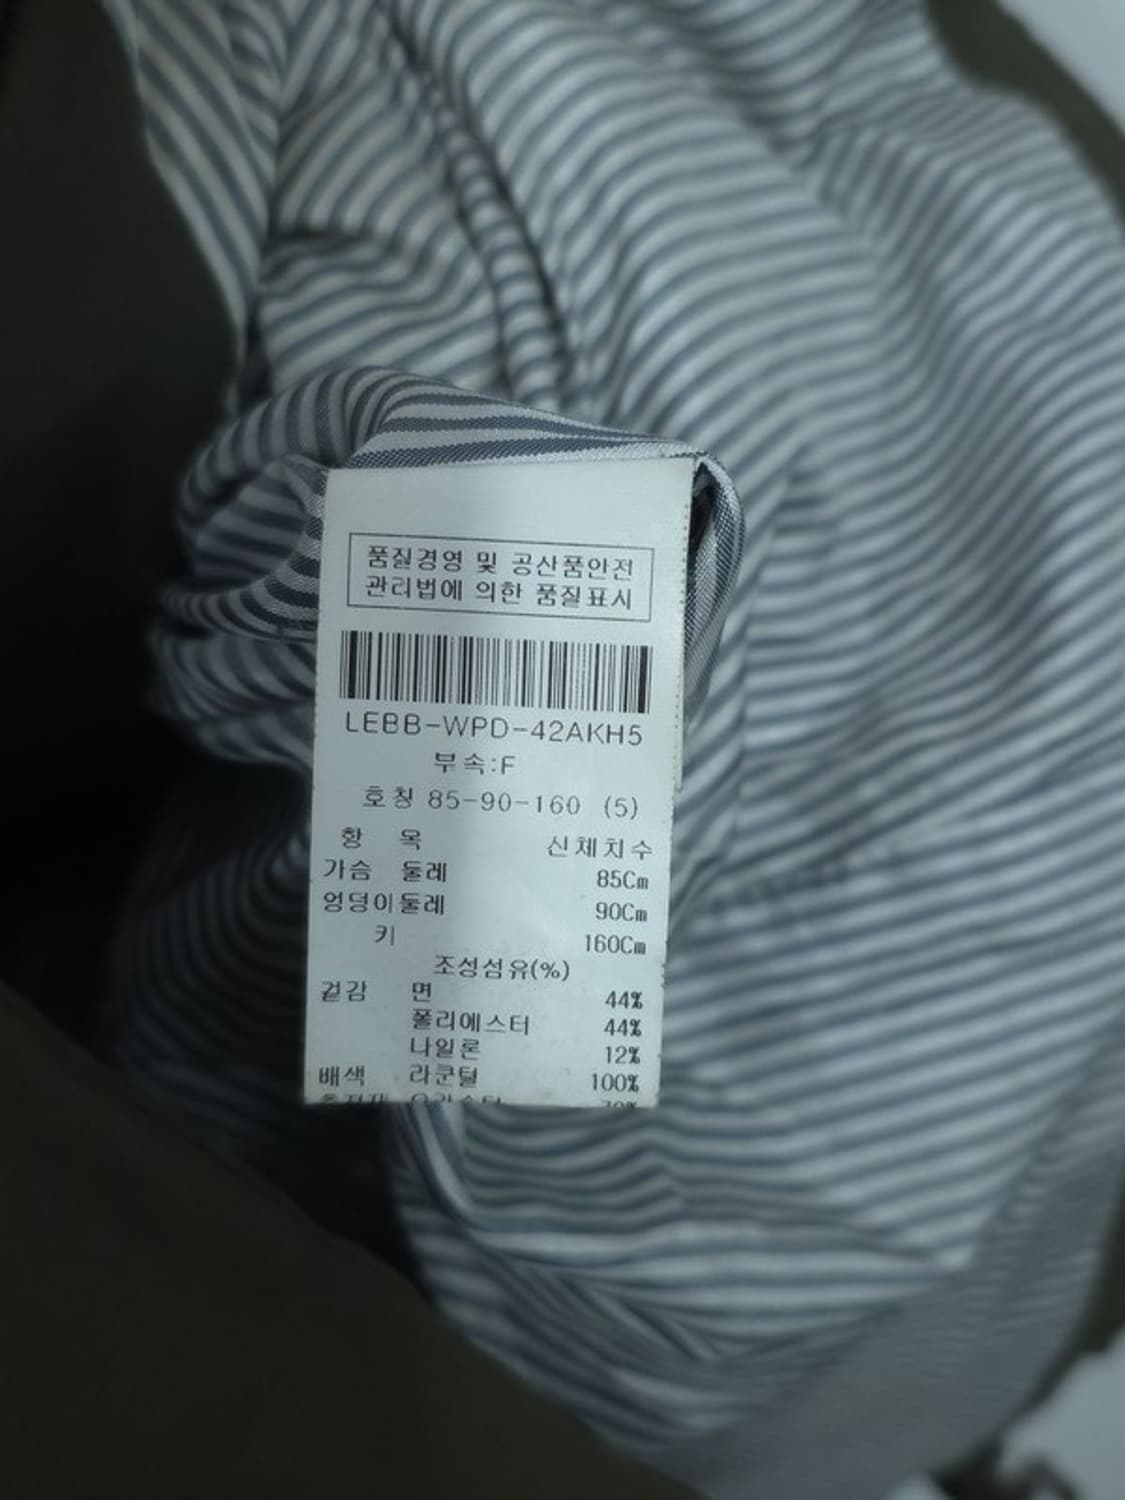 품질경영 및 공산품안전
관리법에 의한 품질표시
LEBB-WPD-42AKH5
부속:F
호칭 85-90-160 (5)
항 목 신체치수
가슴 둘레 85Cm
엉덩이둘레 90Cm
키 160Cm
조성섬유(%)
겉감 면 44%
폴리에스터 44%
나일론 12%
배색 라쿤털 100%